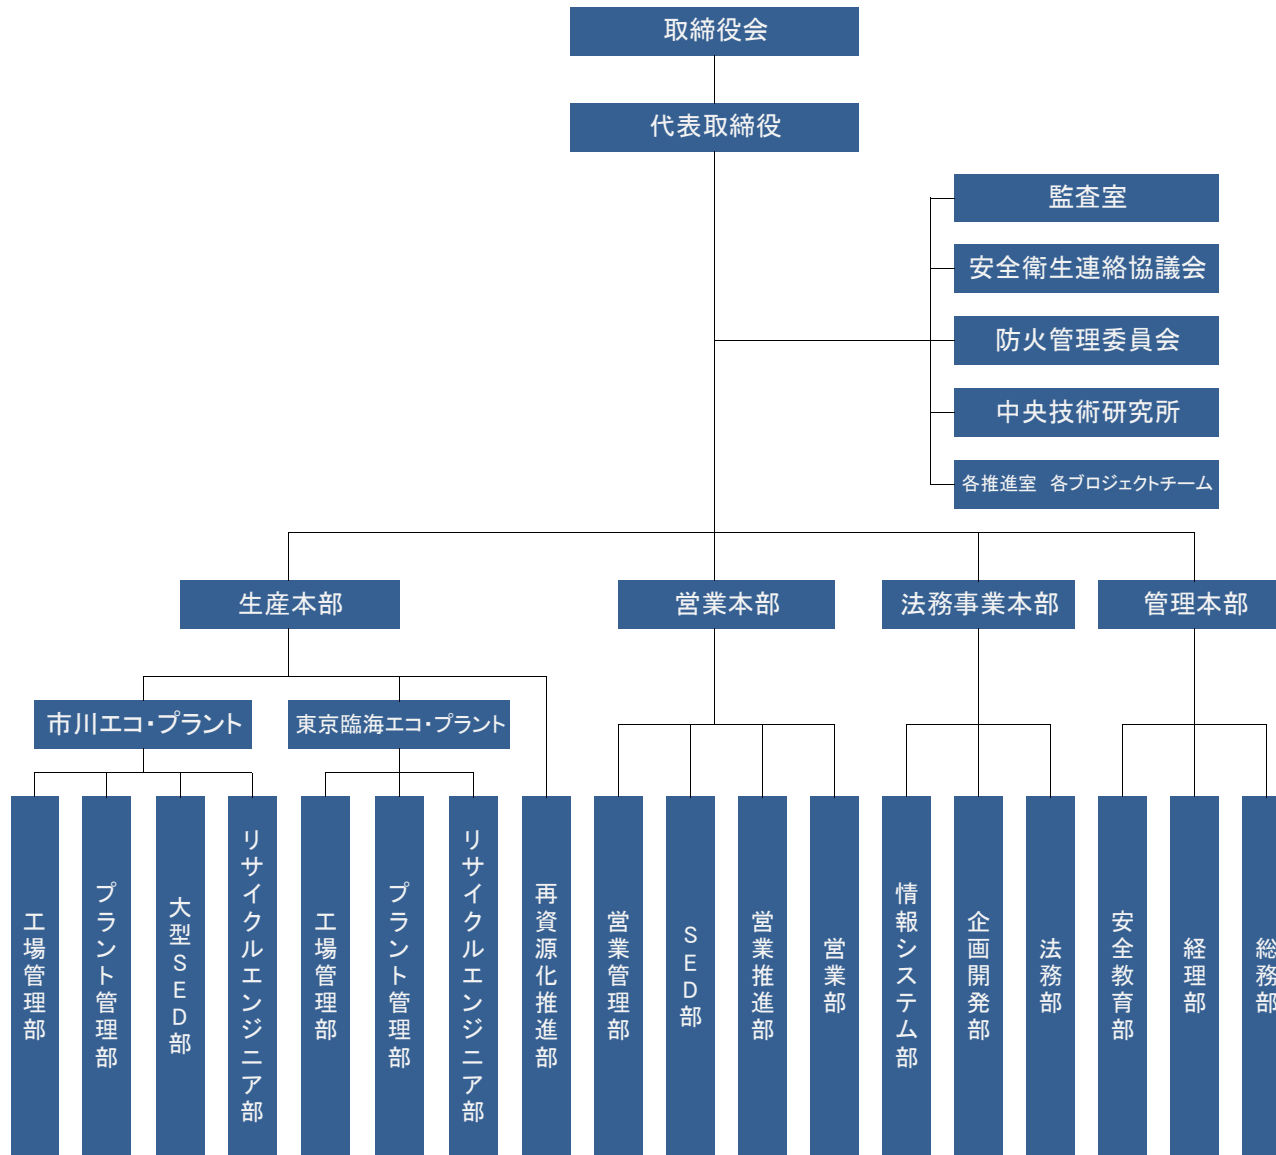 取締役会
代表取締役
監査室
安全衛生連絡協議会
防火管理委員会
中央技術研究所
各推進室　各ブロジェクトチーム
生産本部
営業本部
法務事業本部
管理本部
市川エコ・プラント
東京臨海エコ・プラント
工場管理部
プラント管理部
大型SED部
リサイクルエンジニア部
工場管理部
プラント管理部
リサイクルエンジニア部
再資源化推進部
営業管理部
SED部
営業推進部
営業部
情報システム部
企画開発部
法務部
安全教育部
経理部
総務部